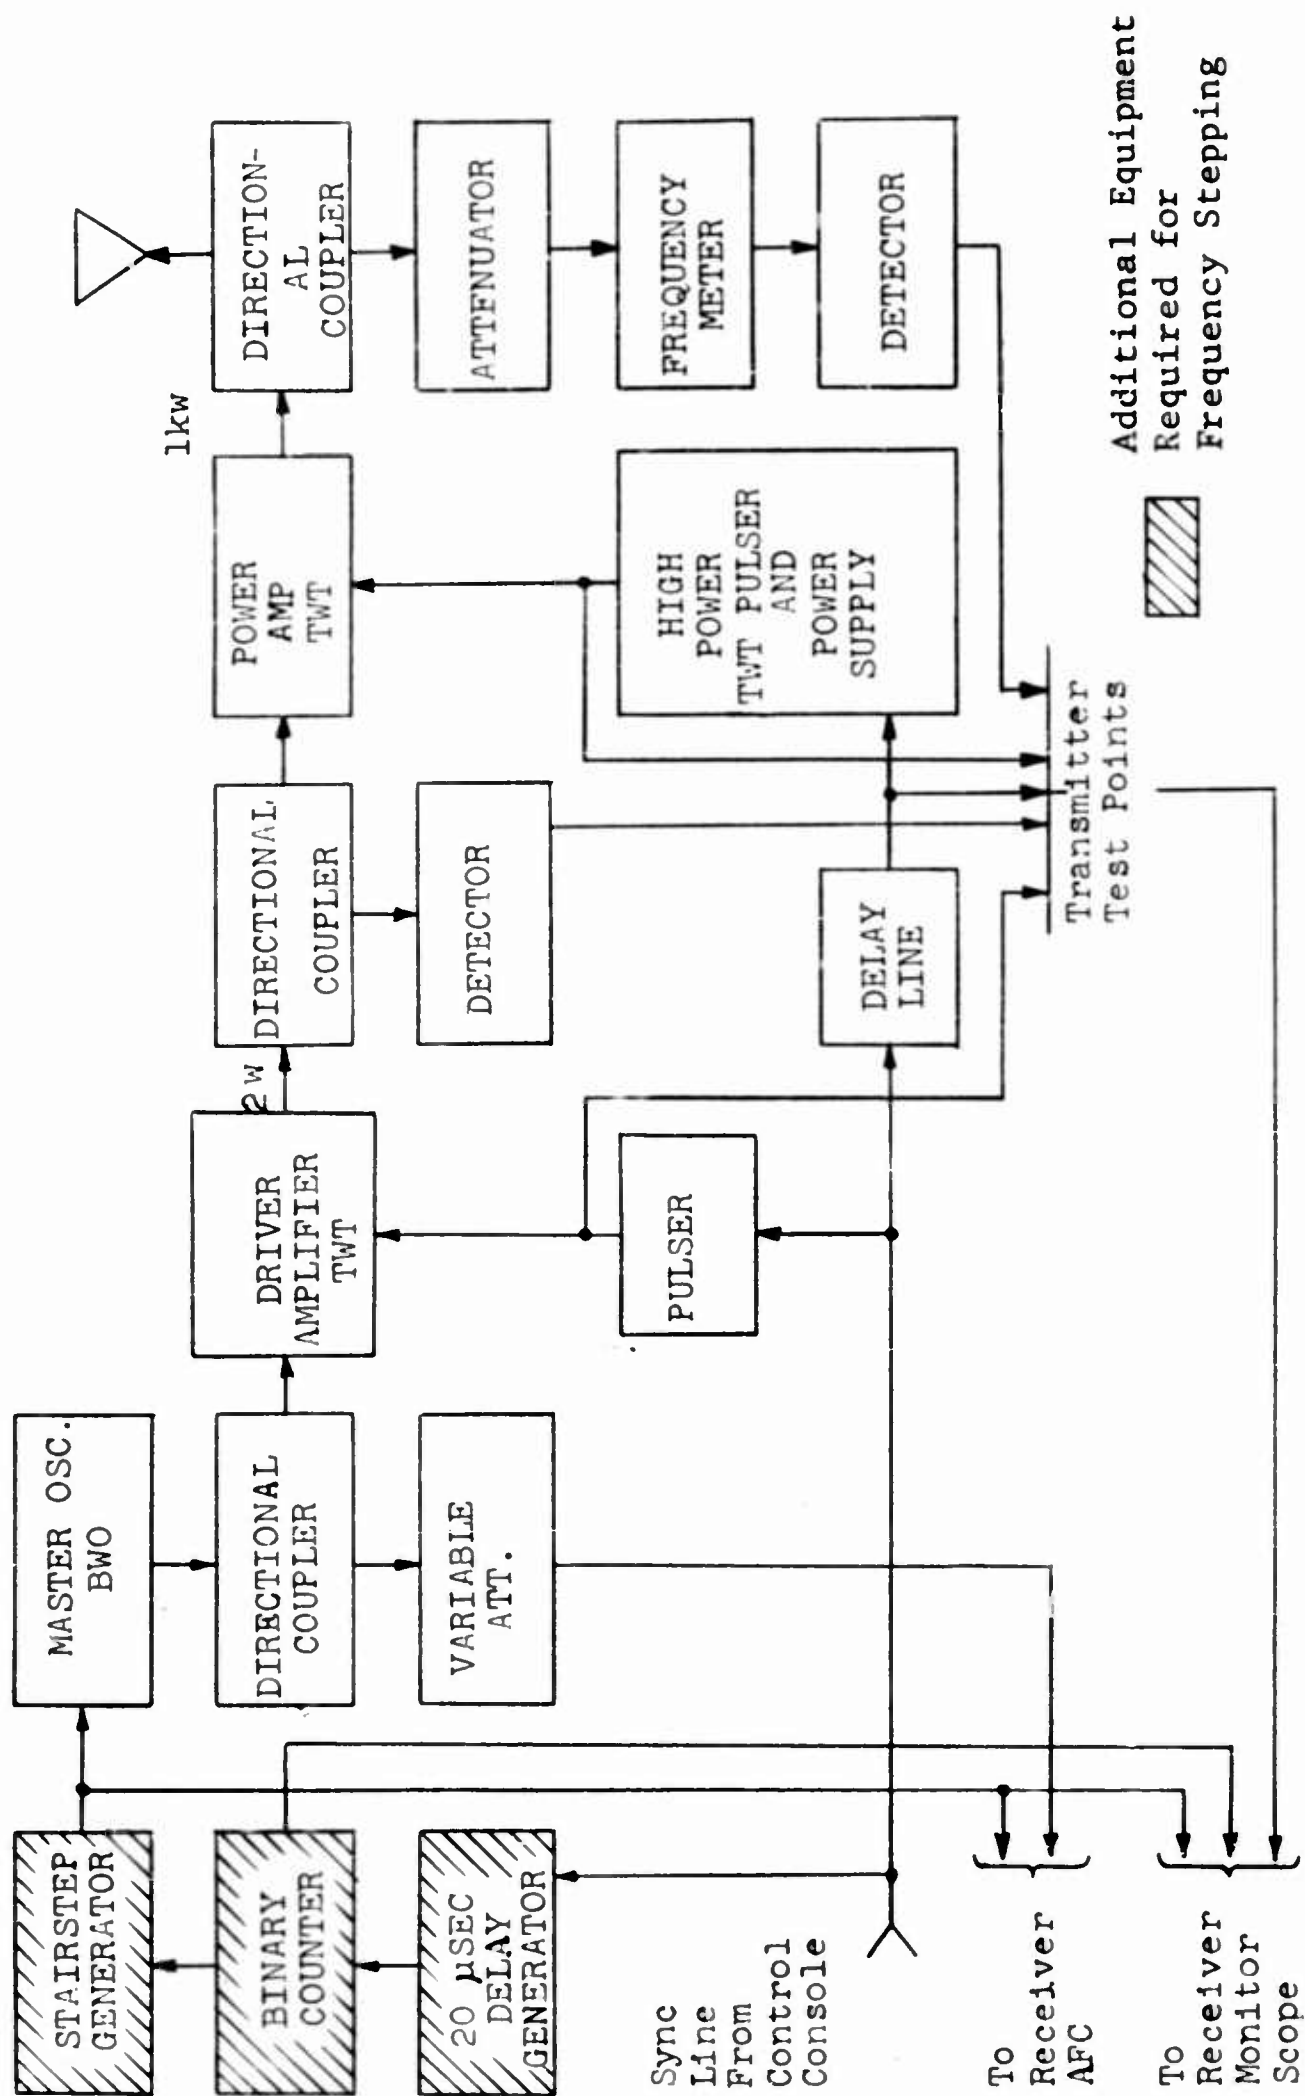 STAIRSTEP
GENERATOR
MASTER OSC.
BWO
BINARY
COUNTER
DIRECTIONAL
COUPLER
DRIVER
AMPLIFIER
TWT
2W
DIRECTIONAL
COUPLER
POWER
AMP
TWT
1kw
DIRECTION-
AL
COUPLER
20 μSEC
DELAY
GENERATOR
VARIABLE
ATT.
DETECTOR
ATTENUATOR
Sync
Line
From
Control
Console
PULSER
HIGH
POWER
TWT PULSER
AND
POWER
SUPPLY
FREQUENCY
METER
DELAY
LINE
DETECTOR
To
Receiver
AFC
Transmitter
Test Points
To
Receiver
Monitor
Scope
Additional Equipment
Required for
Frequency Stepping